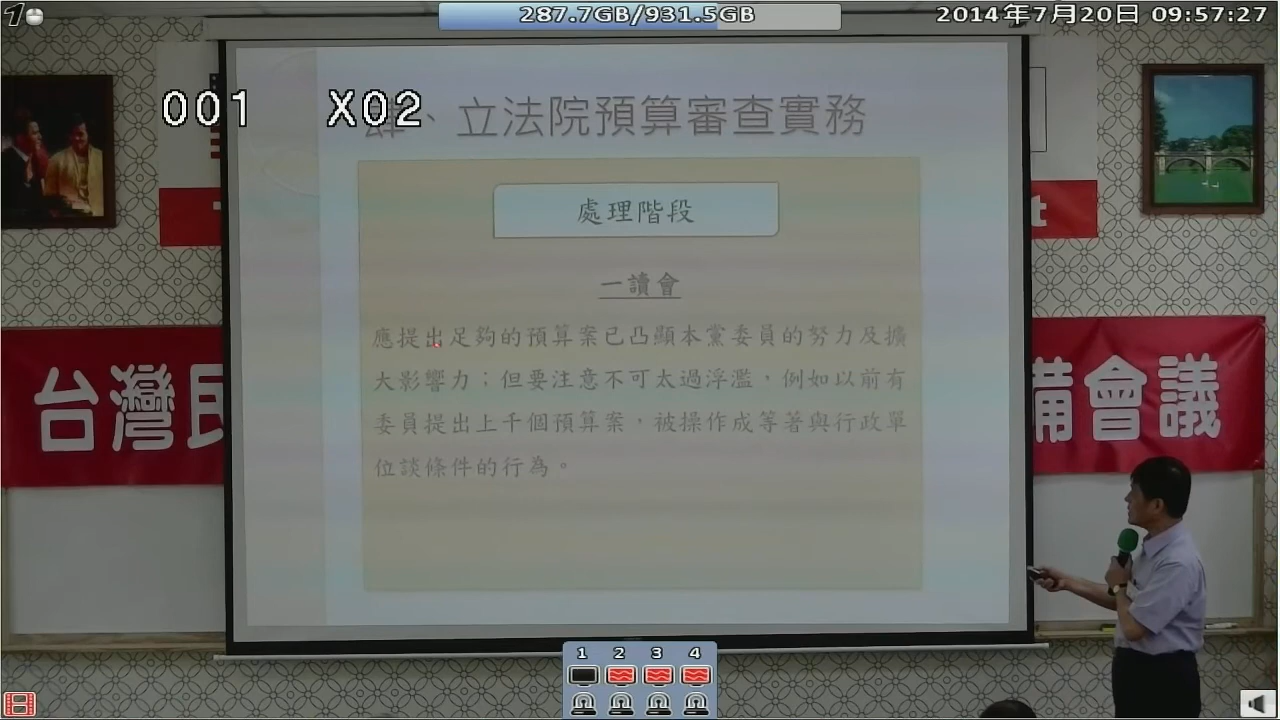 287.7GB/931.5GB
2014年7月20日 09:57:27
001 X02
、立法院預算審查實務
處理階段
一讀會
應提出足夠的預算案已凸顯本黨委員的努力及擴
大影響力;但要注意不可太過浮濫,例如以前有
委員提出上千個預算案,被操作成等著與行政單
位談條件的行為。
台灣民
備會議
1 2 3 4